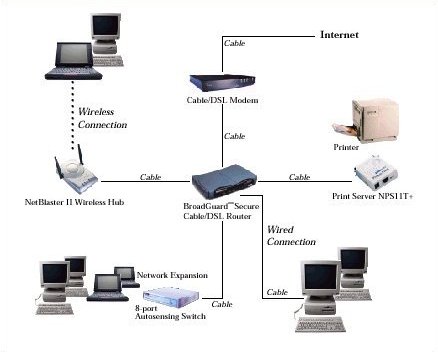 Internet
Cable
Cable/DSL Modem
Wireless
Connection
Cable
Printer
Cable
Cable
NetBlaster II Wireless Hub
BroadGuard™ Secure
Cable/DSL Router
Print Server NPS11T+
Wired
Connection
Network Expansion
Cable
Cable
8-port
Autosensing Switch